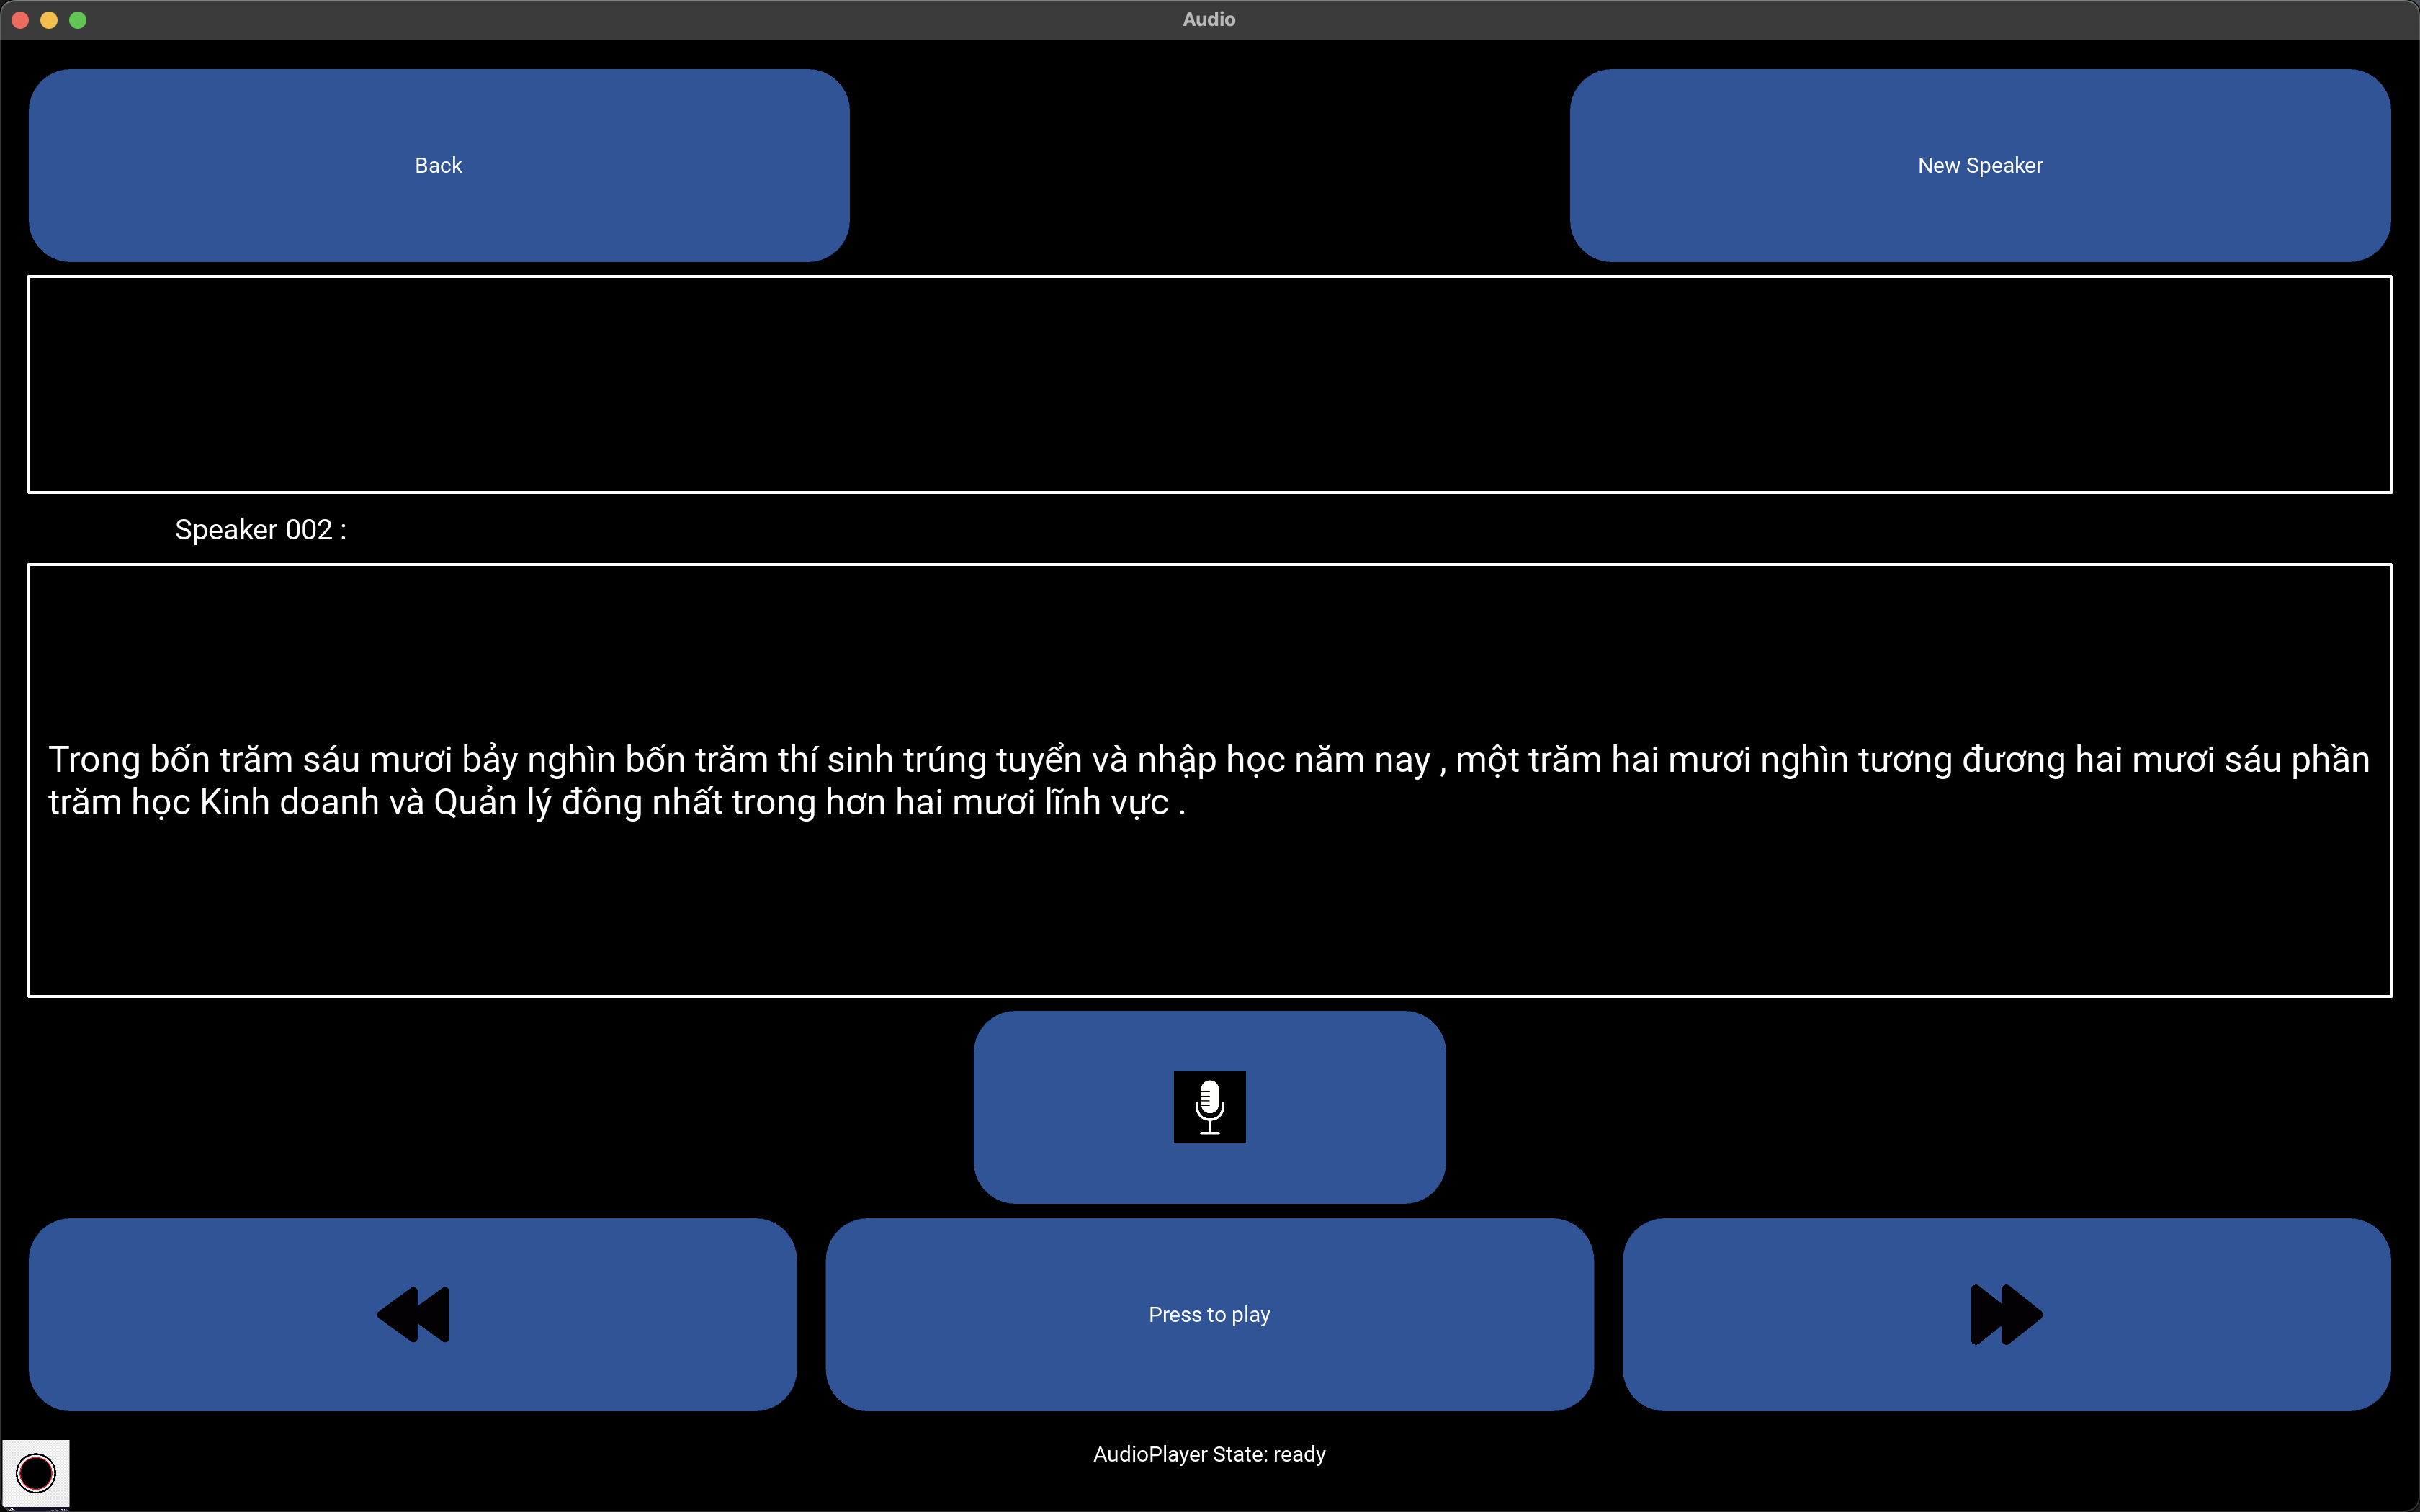 Audio
Back
New Speaker
Speaker 002 :
Trong bốn trăm sáu mươi bảy nghìn bốn trăm thí sinh trúng tuyển và nhập học năm nay , một trăm hai mươi nghìn tương đương hai mươi sáu phần
trăm học Kinh doanh và Quản lý đông nhất trong hơn hai mươi lĩnh vực .
Press to play
AudioPlayer State: ready